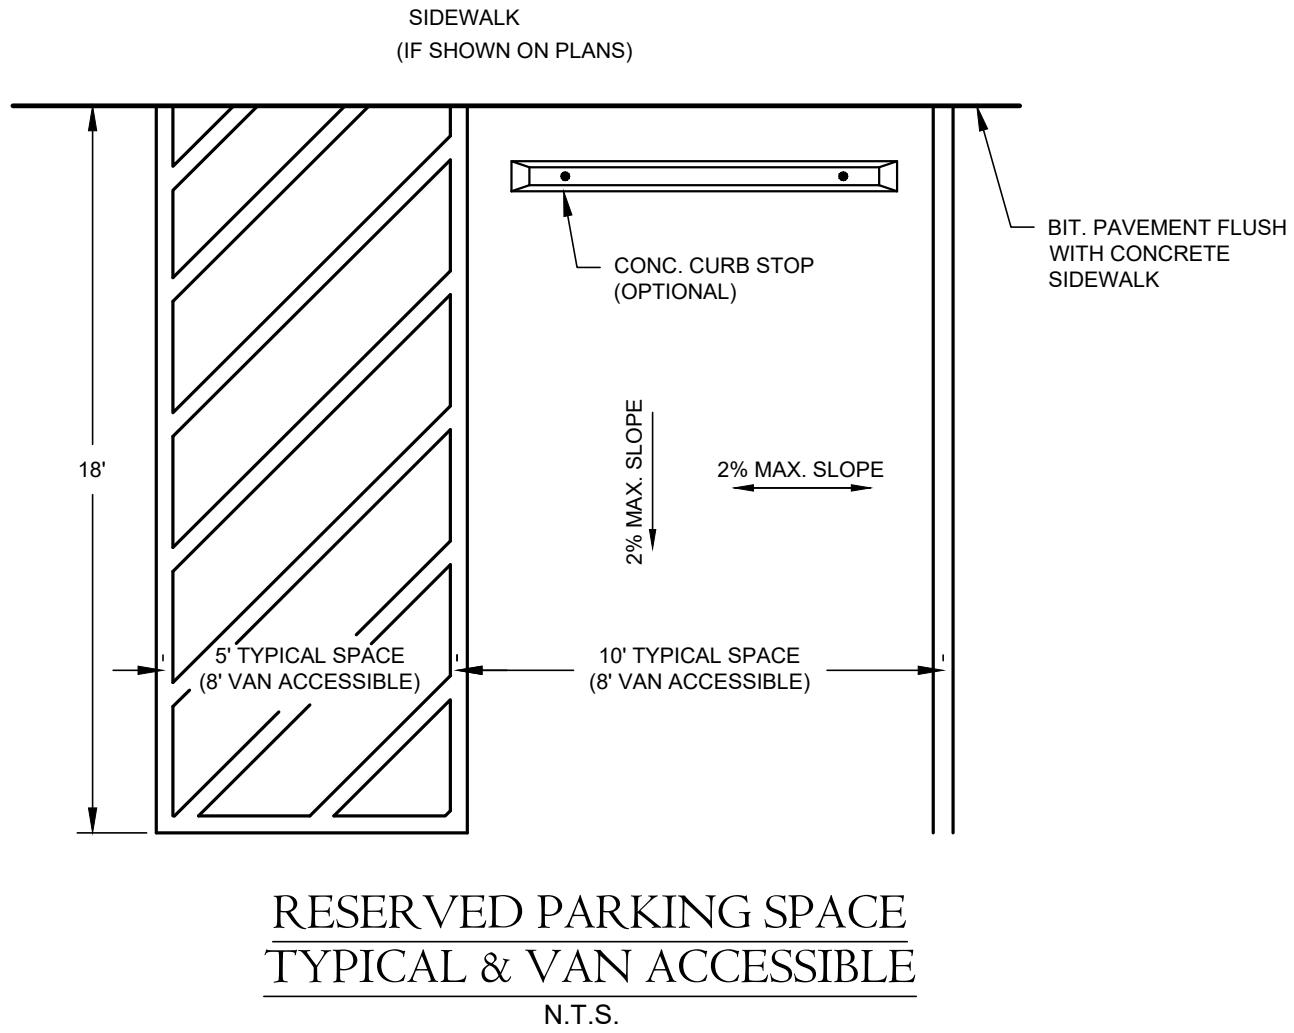 SIDEWALK
(IF SHOWN ON PLANS)
BIT. PAVEMENT FLUSH
WITH CONCRETE
SIDEWALK
CONC. CURB STOP
(OPTIONAL)
18'
2% MAX. SLOPE
2% MAX. SLOPE
5' TYPICAL SPACE
(8' VAN ACCESSIBLE)
10' TYPICAL SPACE
(8' VAN ACCESSIBLE)
RESERVED PARKING SPACE
TYPICAL & VAN ACCESSIBLE
N.T.S.